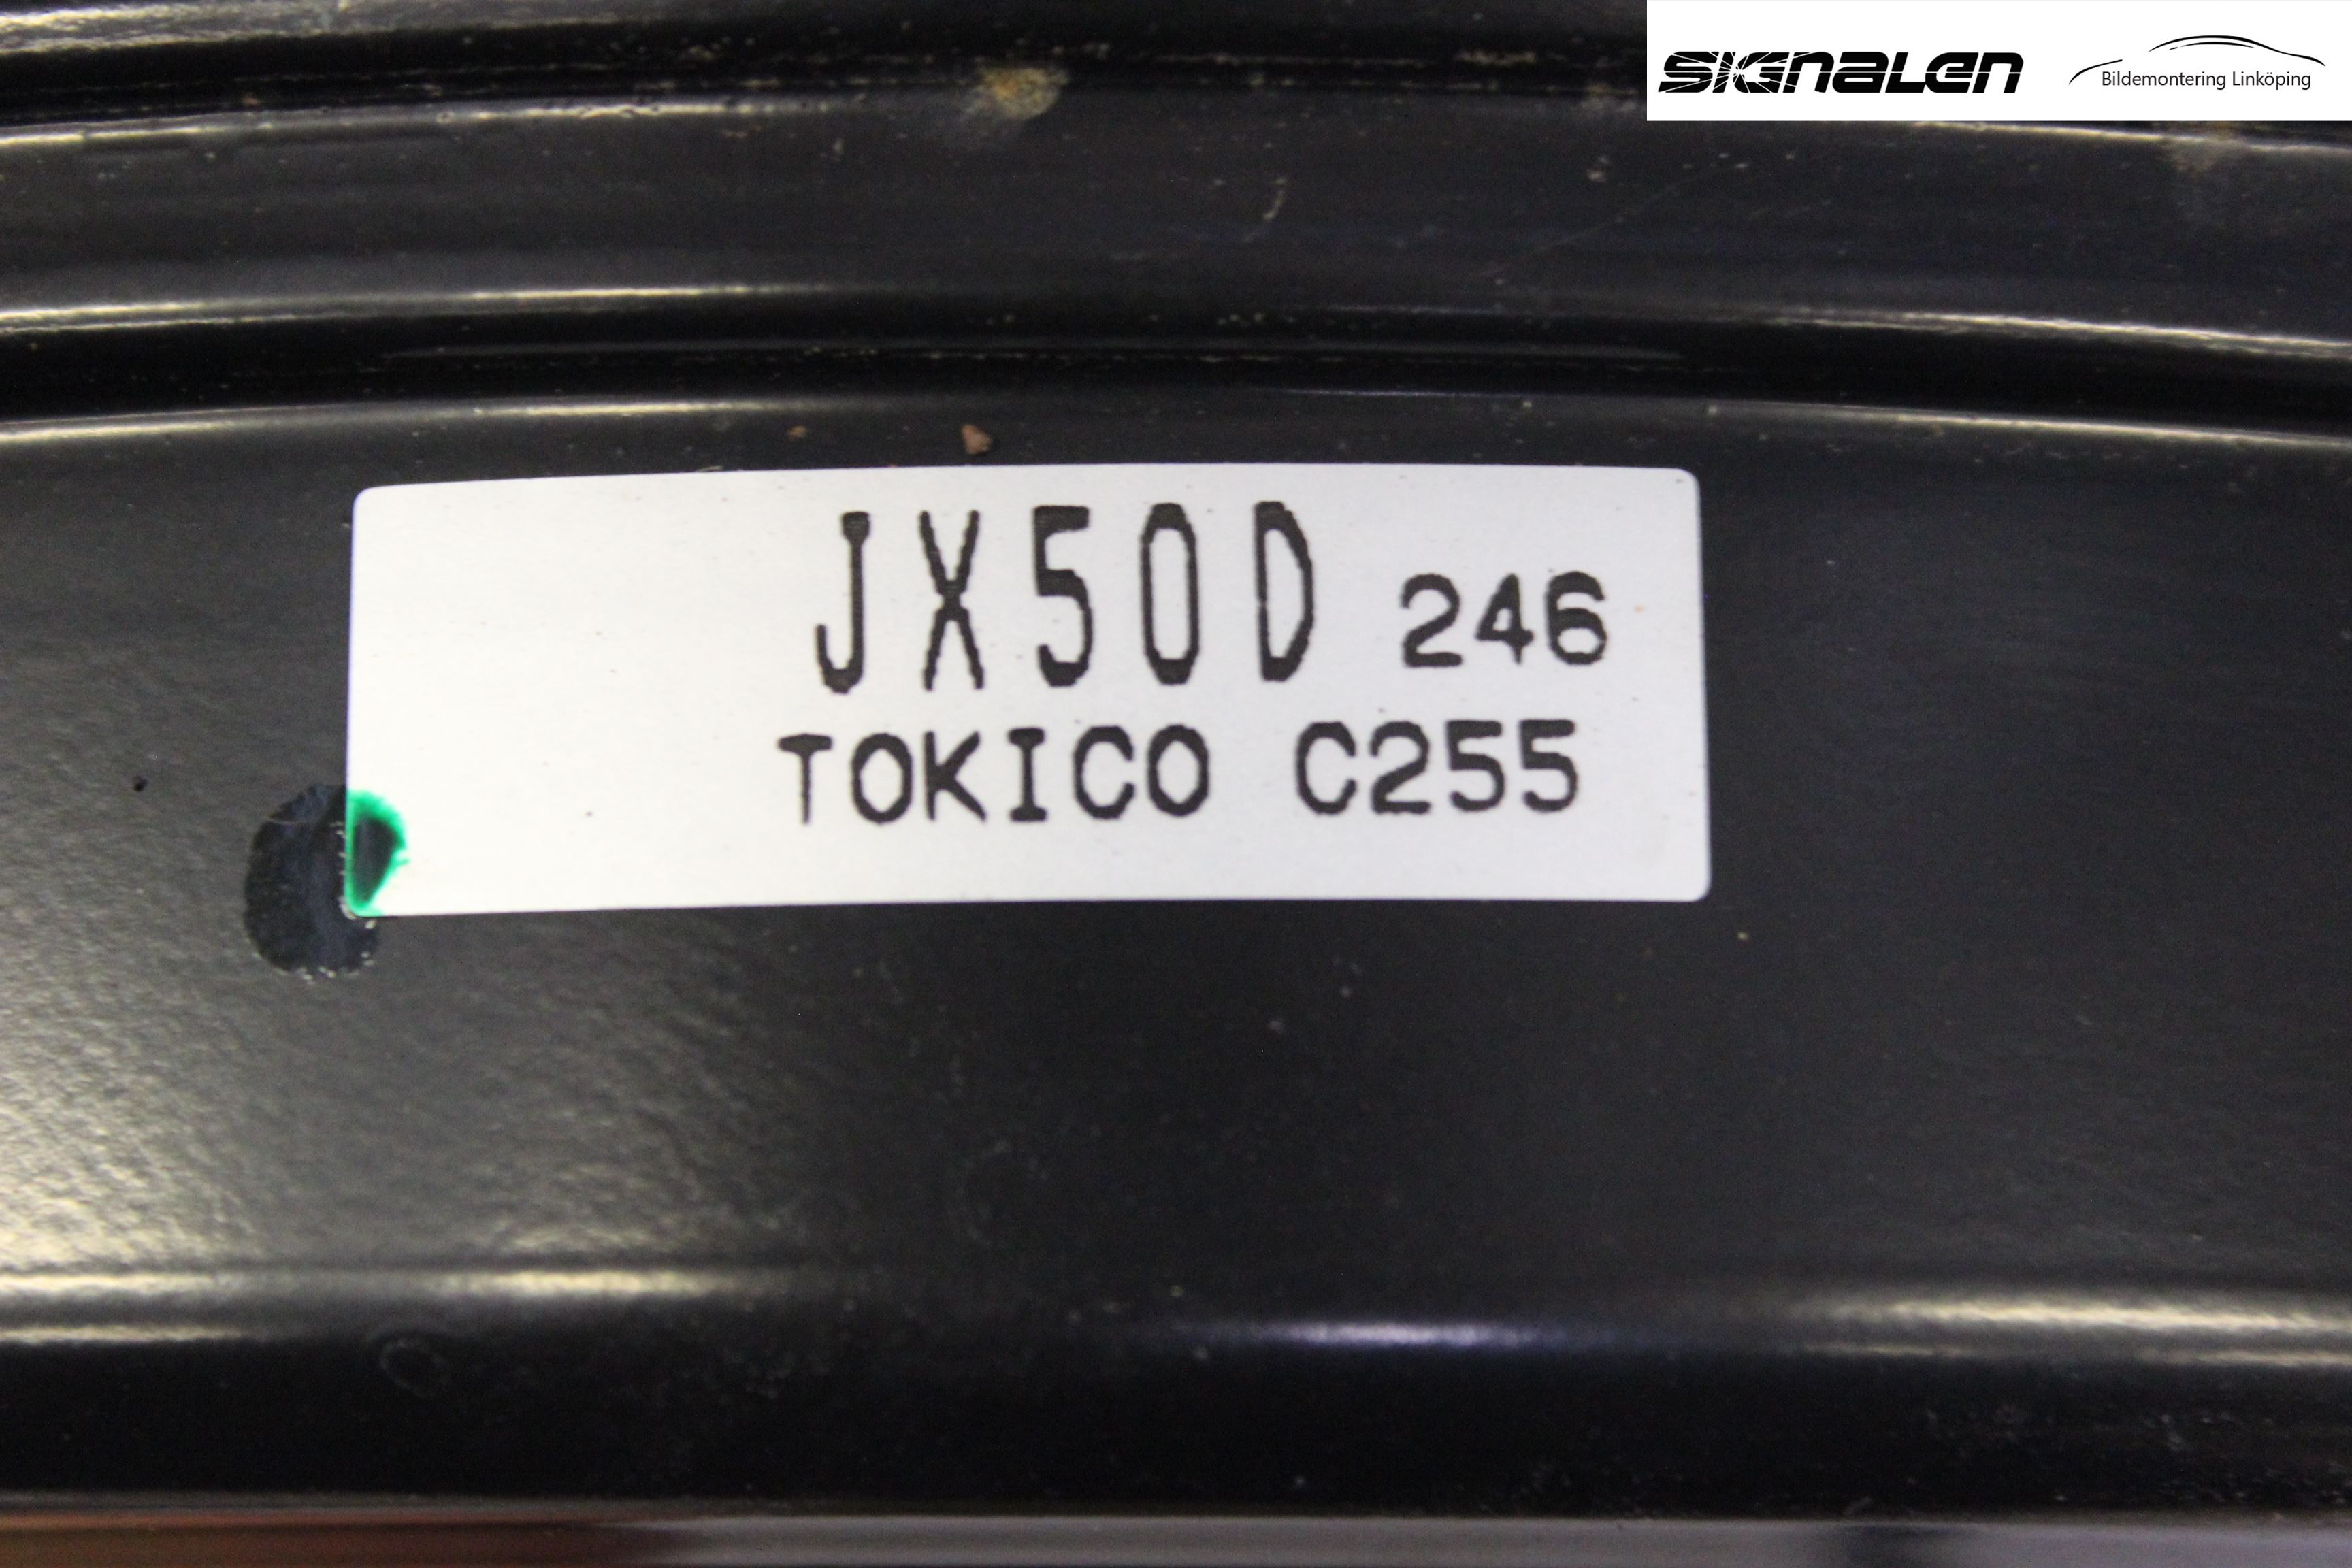 SIGNALEN
Bildemontering Linköping
JX50D 246
TOKICO C255